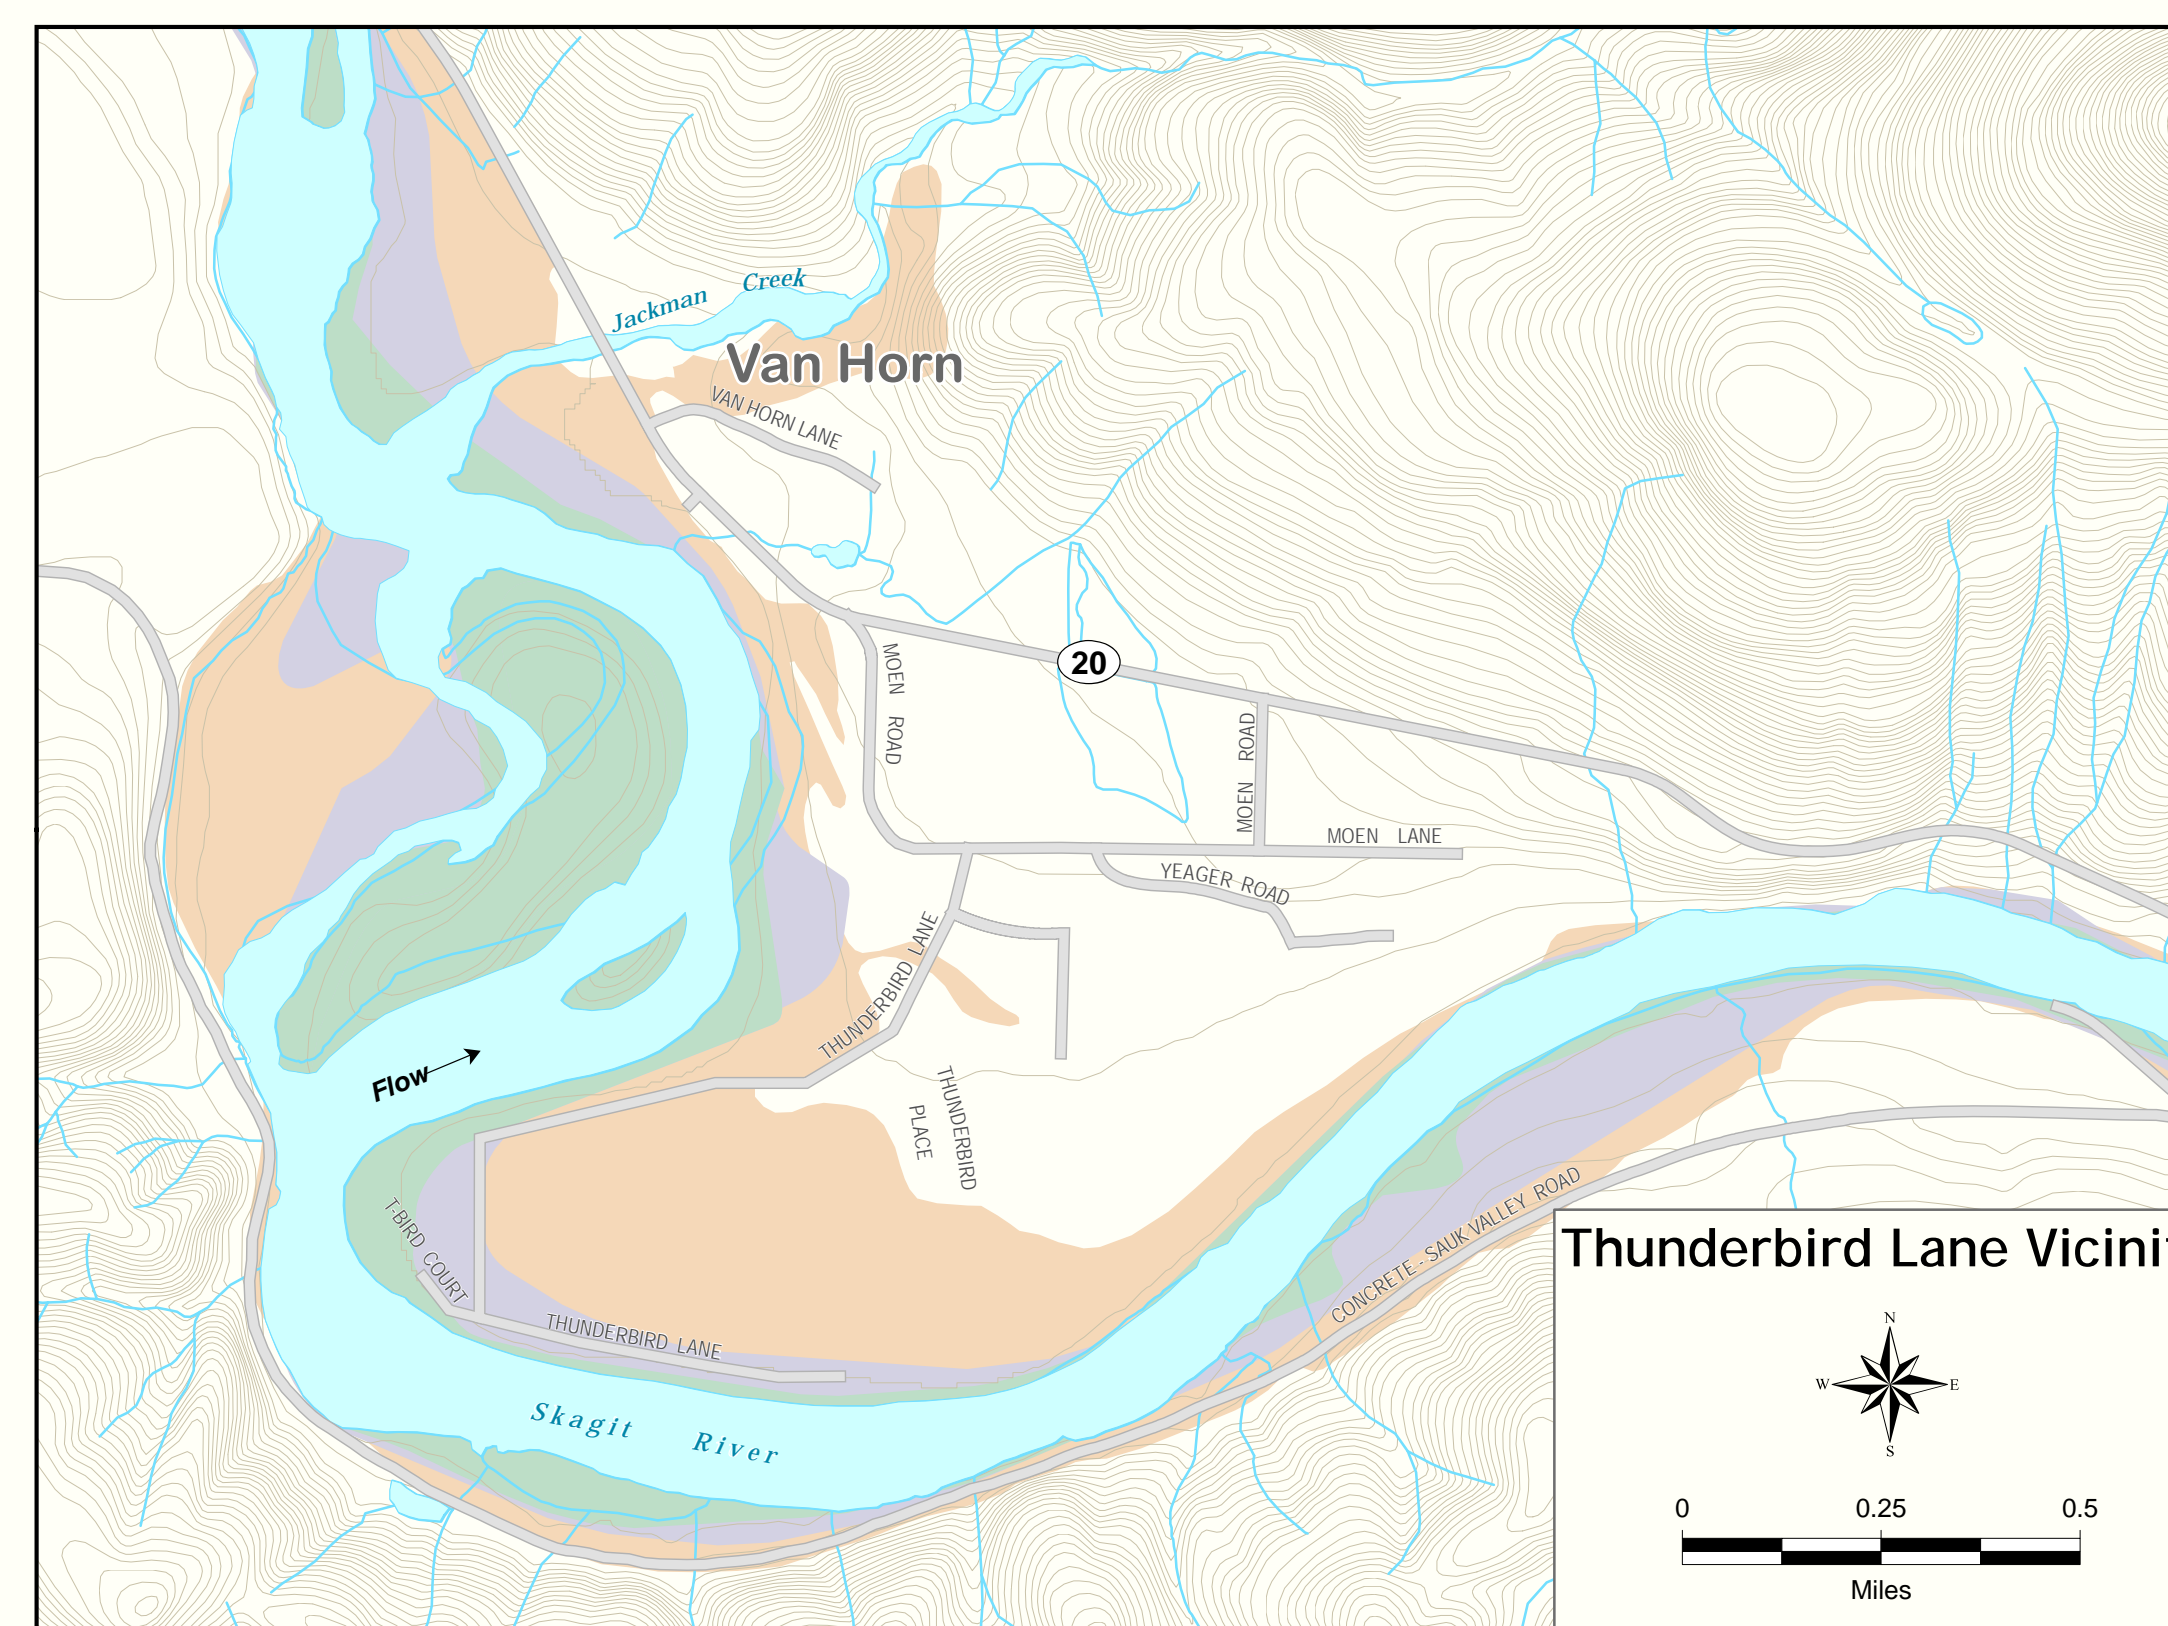 Jackman Creek
Van Horn
VAN HORN LANE
MOEN ROAD
20
MOEN ROAD
MOEN LANE
YEAGER ROAD
THUNDERBIRD LANE
Flow
THUNDERBIRD
PLACE
T-BIRD COURT
THUNDERBIRD LANE
CONCRETE - SAUK VALLEY ROAD
Skagit River
Thunderbird Lane Vicini
N
W E
S
0 0.25 0.5
Miles